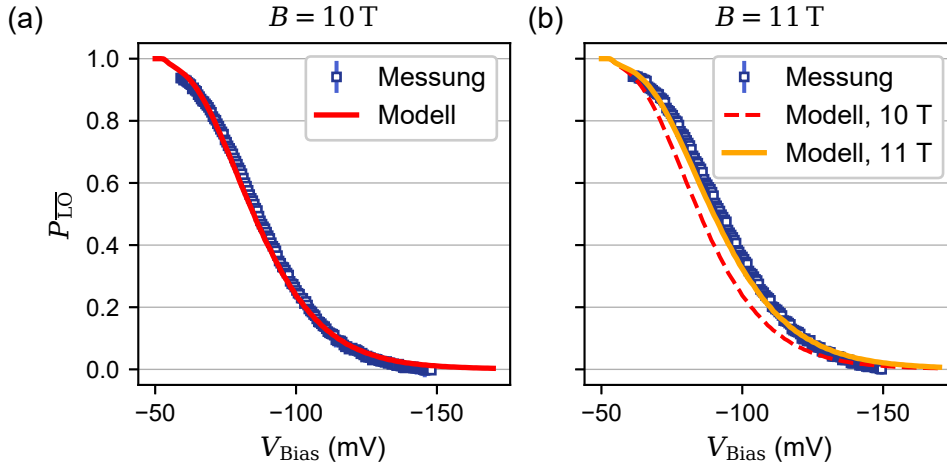 (a)
B = 10 T
1.0
0.8
0.6
0.4
0.2
0.0
P_LO̅
Messung
Modell
−50
−100
−150
V_Bias (mV)
(b)
B = 11 T
Messung
Modell, 10 T
Modell, 11 T
−50
−100
−150
V_Bias (mV)